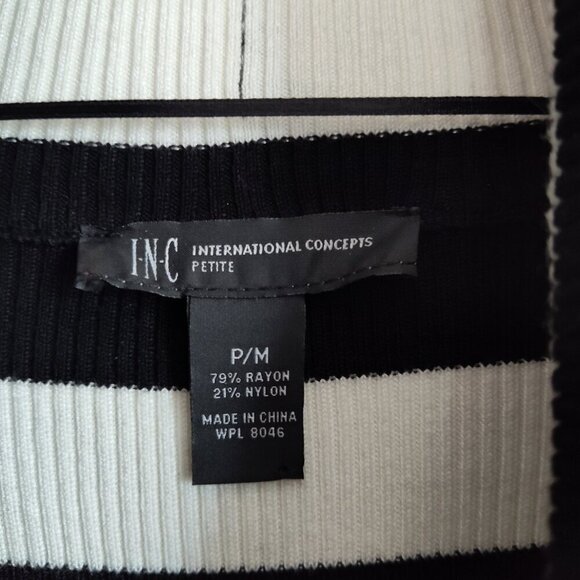 I·N·C INTERNATIONAL CONCEPTS
PETITE
P/M
79% RAYON
21% NYLON
MADE IN CHINA
WPL 8046